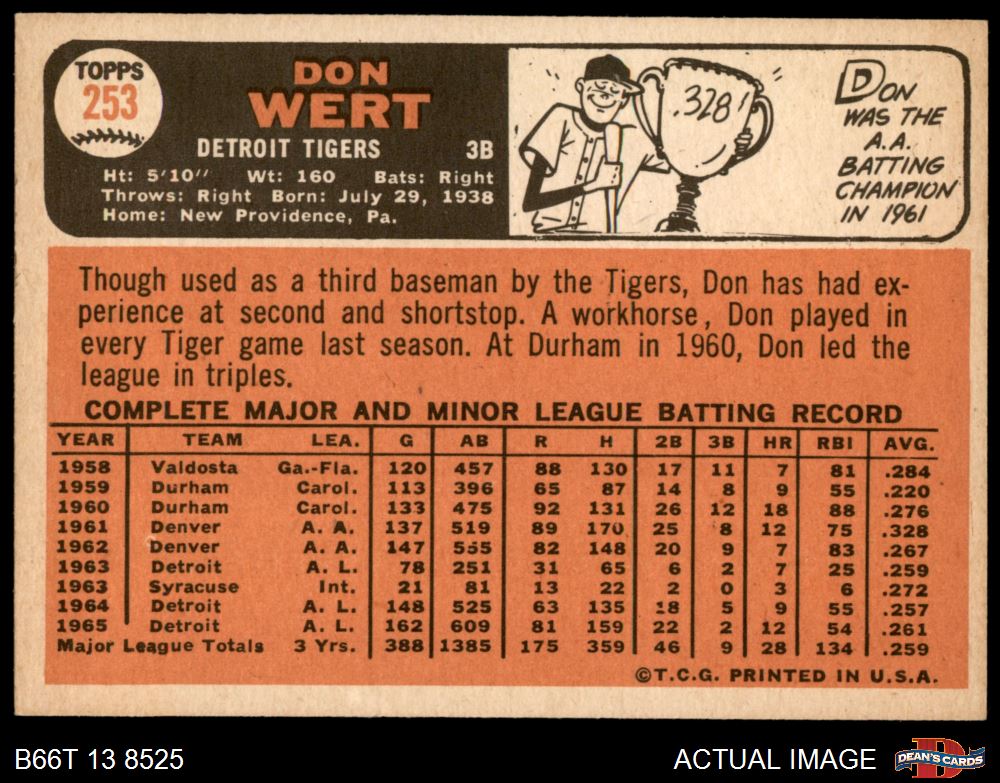 TOPPS
253
DON
WERT
DETROIT TIGERS 3B
Ht: 5'10" Wt: 160 Bats: Right
Throws: Right Born: July 29, 1938
Home: New Providence, Pa.
.328
DON
WAS THE
A.A.
BATTING
CHAMPION
IN 1961
Though used as a third baseman by the Tigers, Don has had ex-
perience at second and shortstop. A workhorse, Don played in
every Tiger game last season. At Durham in 1960, Don led the
league in triples.
COMPLETE MAJOR AND MINOR LEAGUE BATTING RECORD
YEAR TEAM LEA. G AB R H 2B 3B HR RBI AVG.
1958 Valdosta Ga.-Fla. 120 457 88 130 17 11 7 81 .284
1959 Durham Carol. 113 396 65 87 14 8 9 55 .220
1960 Durham Carol. 133 475 92 131 26 12 18 88 .276
1961 Denver A. A. 137 519 89 170 25 8 12 75 .328
1962 Denver A. A. 147 555 82 148 20 9 7 83 .267
1963 Detroit A. L. 78 251 31 65 6 2 7 25 .259
1963 Syracuse Int. 21 81 13 22 2 0 3 6 .272
1964 Detroit A. L. 148 525 63 135 18 5 9 55 .257
1965 Detroit A. L. 162 609 81 159 22 2 12 54 .261
Major League Totals 3 Yrs. 388 1385 175 359 46 9 28 134 .259
©T.C.G. PRINTED IN U.S.A.
B66T 13 8525
ACTUAL IMAGE
DEAN'S CARDS